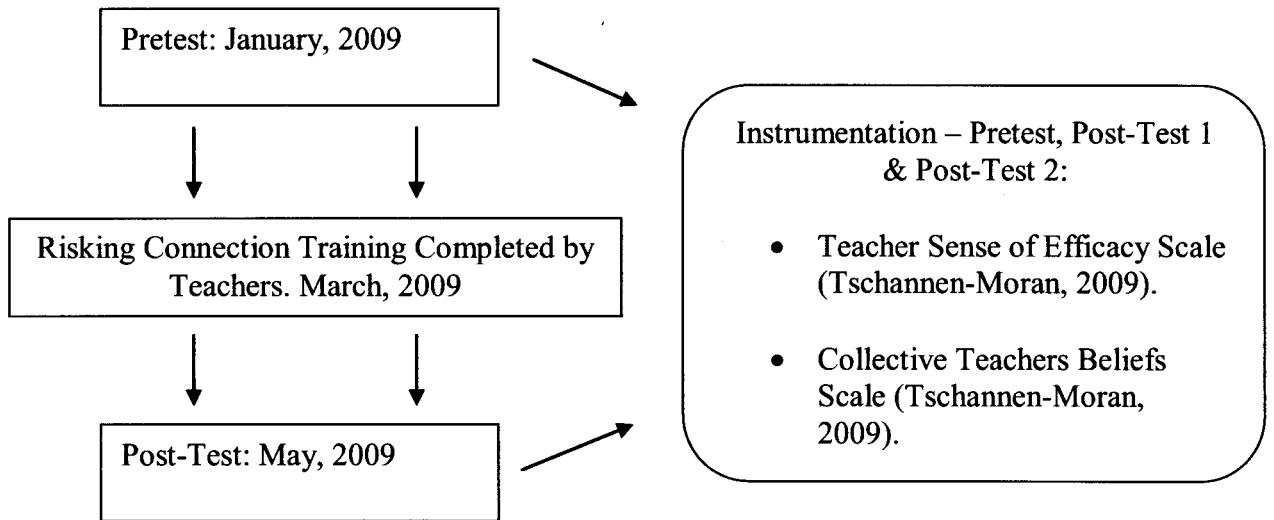 Pretest: January, 2009
Risking Connection Training Completed by
Teachers. March, 2009
Post-Test: May, 2009
Instrumentation – Pretest, Post-Test 1
& Post-Test 2:
• Teacher Sense of Efficacy Scale
(Tschannen-Moran, 2009).
• Collective Teachers Beliefs
Scale (Tschannen-Moran,
2009).